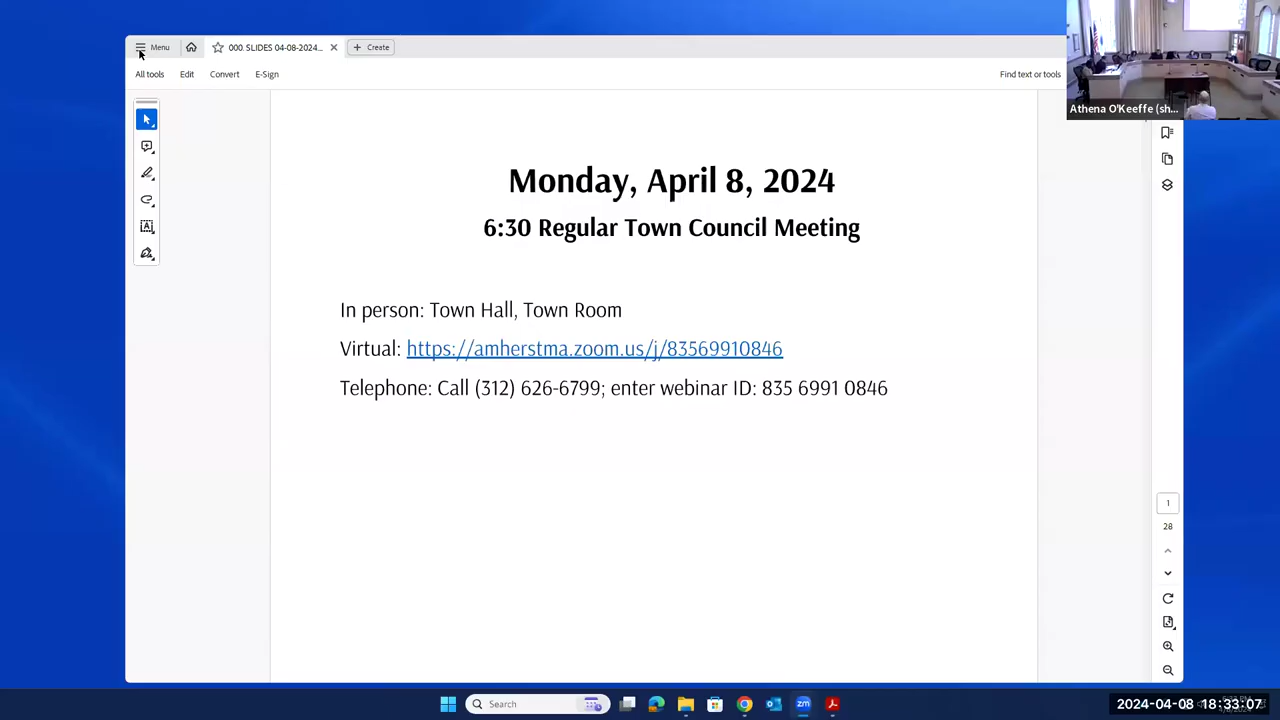 Menu
000. SLIDES 04-08-2024...
Create
All tools
Edit
Convert
E-Sign
Find text or tools
Athena O'Keeffe (sh...
Monday, April 8, 2024
6:30 Regular Town Council Meeting
In person: Town Hall, Town Room
Virtual: https://amherstma.zoom.us/j/83569910846
Telephone: Call (312) 626-6799; enter webinar ID: 835 6991 0846
1
28
Search
zm
2024-04-08 18:33:07